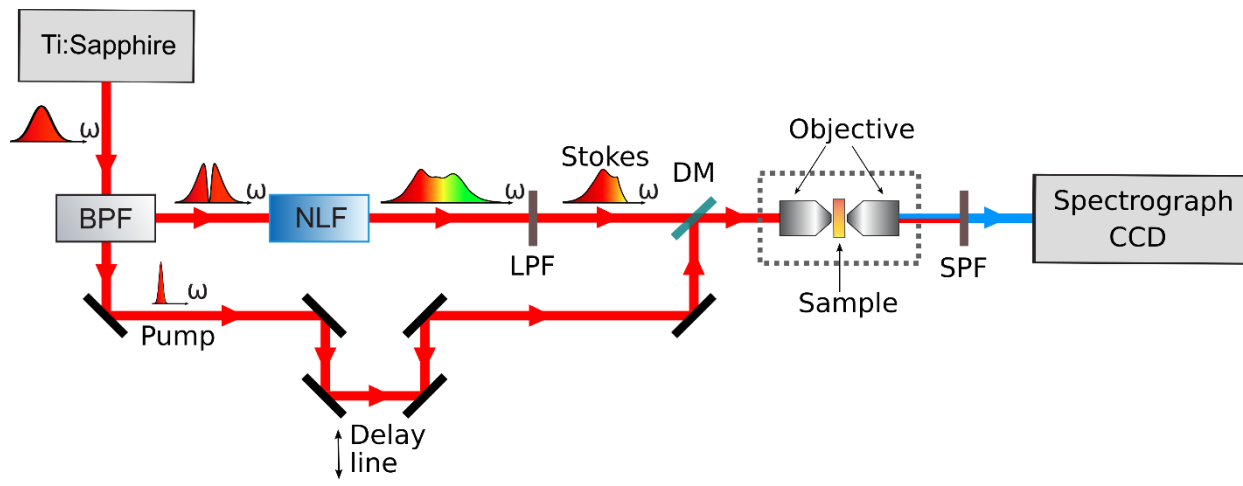 Ti:Sapphire
ω
BPF
ω
NLF
ω
LPF
Stokes
ω
DM
Objective
Sample
SPF
Spectrograph
CCD
ω
Pump
Delay
line